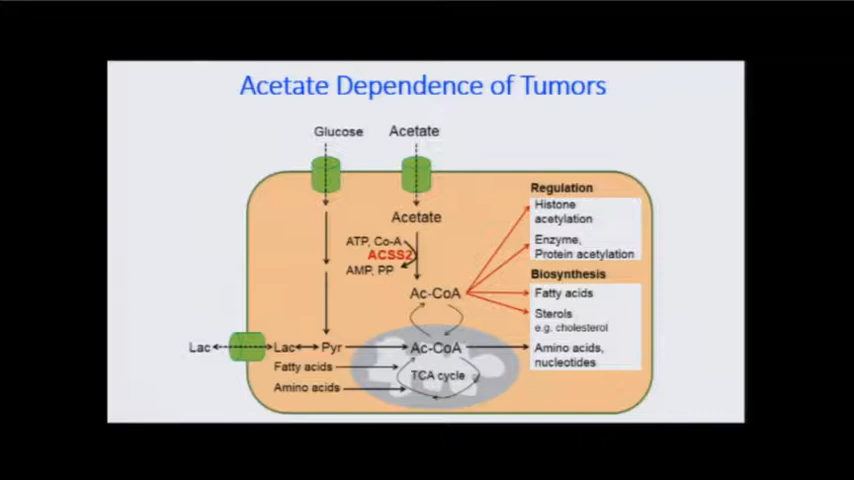 Acetate Dependence of Tumors
Glucose
Acetate
Acetate
ATP, Co-A
ACSS2
AMP, PP
Ac-CoA
Regulation
Histone
acetylation
Enzyme,
Protein acetylation
Biosynthesis
Fatty acids
Sterols
e.g. cholesterol
Amino acids,
nucleotides
Lac
Lac
Pyr
Ac-CoA
Fatty acids
TCA cycle
Amino acids